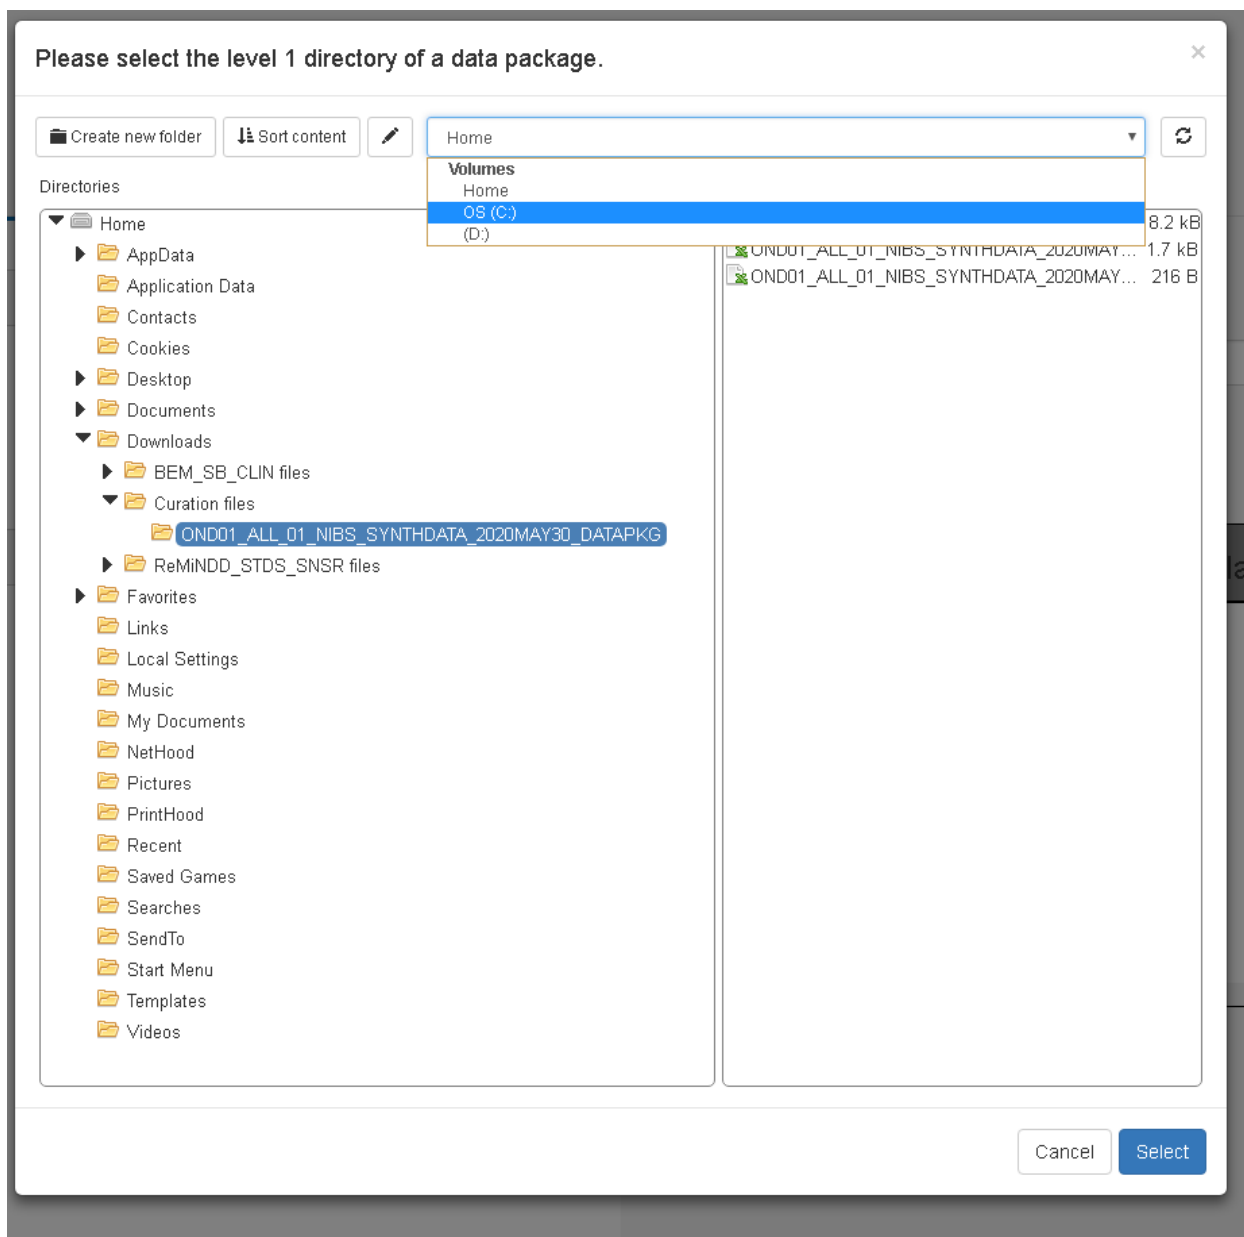 Please select the level 1 directory of a data package.
×
Create new folder
Sort content
Home
Volumes
Home
OS (C:)
(D:)
Directories
Home
8.2 kB
AppData
OND01_ALL_01_NIBS_SYNTHDATA_2020MAY... 1.7 kB
Application Data
OND01_ALL_01_NIBS_SYNTHDATA_2020MAY... 216 B
Contacts
Cookies
Desktop
Documents
Downloads
BEM_SB_CLIN files
Curation files
OND01_ALL_01_NIBS_SYNTHDATA_2020MAY30_DATAPKG
ReMiNDD_STDS_SNSR files
Favorites
Links
Local Settings
Music
My Documents
NetHood
Pictures
PrintHood
Recent
Saved Games
Searches
SendTo
Start Menu
Templates
Videos
Cancel
Select